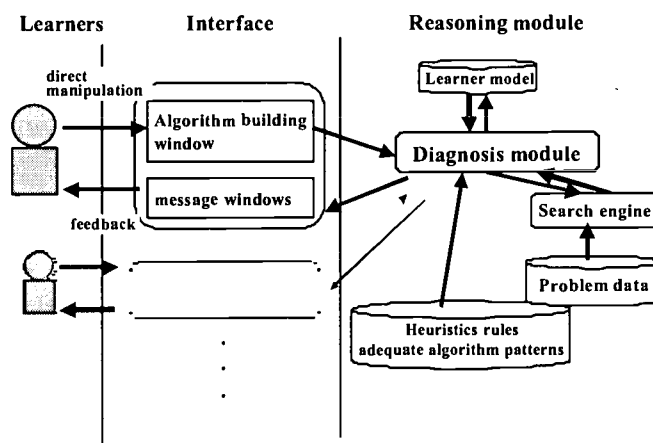 Learners
Interface
Reasoning module
direct
manipulation
Learner model
Algorithm building
window
Diagnosis module
message windows
feedback
Search engine
Problem data
Heuristics rules
adequate algorithm patterns